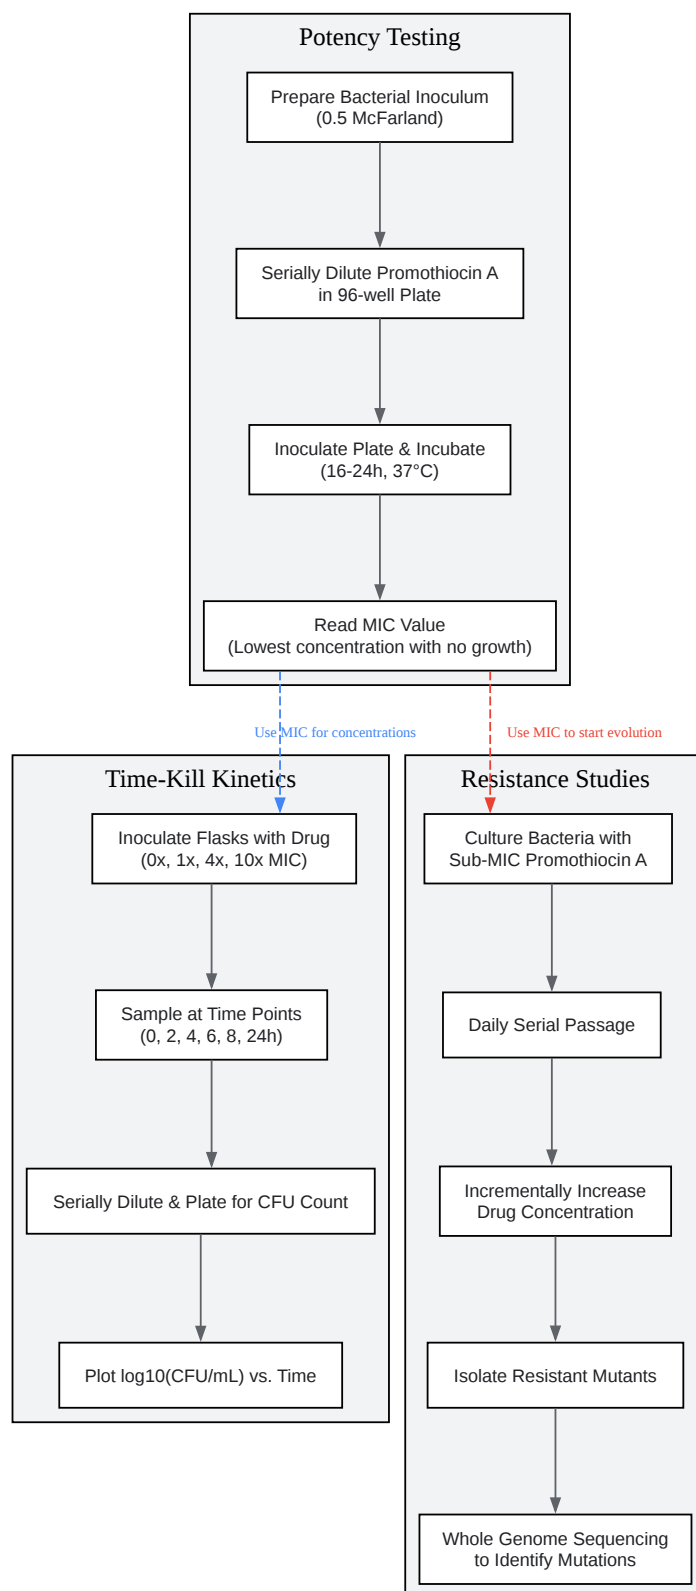 Potency Testing
Prepare Bacterial Inoculum
(0.5 McFarland)
Serially Dilute Promothiocin A
in 96-well Plate
Inoculate Plate & Incubate
(16-24h, 37°C)
Read MIC Value
(Lowest concentration with no growth)
Use MIC for concentrations
Use MIC to start evolution
Time-Kill Kinetics
Inoculate Flasks with Drug
(0x, 1x, 4x, 10x MIC)
Sample at Time Points
(0, 2, 4, 6, 8, 24h)
Serially Dilute & Plate for CFU Count
Plot log10(CFU/mL) vs. Time
Resistance Studies
Culture Bacteria with
Sub-MIC Promothiocin A
Daily Serial Passage
Incrementally Increase
Drug Concentration
Isolate Resistant Mutants
Whole Genome Sequencing
to Identify Mutations